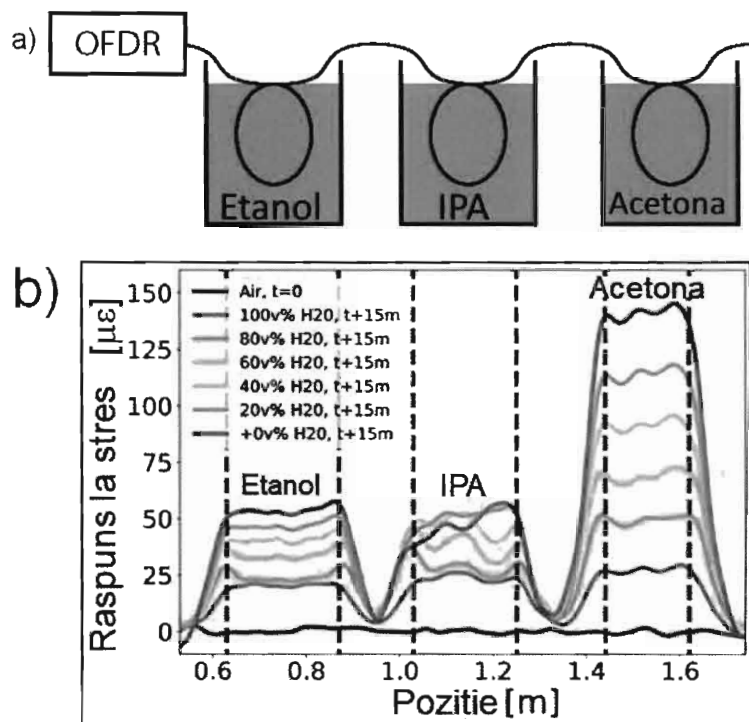 a)
OFDR
Etanol
IPA
Acetona
b)
Raspuns la stres [µε]
150
125
100
75
50
25
0
Air, t=0
100v% H20, t+15m
80v% H20, t+15m
60v% H20, t+15m
40v% H20, t+15m
20v% H20, t+15m
+0v% H20, t+15m
Etanol
IPA
Acetona
0.6
0.8
1.0
1.2
1.4
1.6
Pozitie [m]